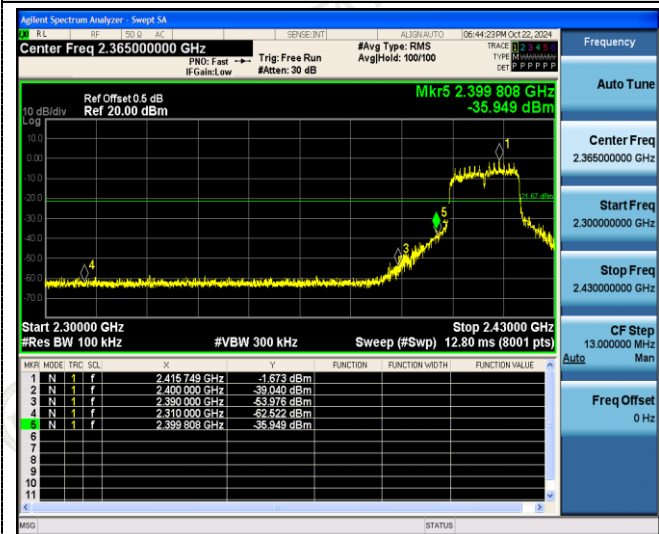 Agilent Spectrum Analyzer - Swept SA
RL RF 50 Ω AC SENSE:INT ALIGNAUTO 06:44:23PM Oct 22, 2024
Center Freq 2.365000000 GHz
PNO: Fast
IFGain:Low
Trig: Free Run
#Atten: 30 dB
#Avg Type: RMS
Avg|Hold: 100/100
TRACE 1 2 3 4 5 6
TYPE M
DET P P P P P P
Ref Offset 0.5 dB
10 dB/div Ref 20.00 dBm
Log
Mkr5 2.399 808 GHz
-35.949 dBm
10.0
0.00
-10.0
-20.0
-30.0
-40.0
-50.0
-60.0
-70.0
1
-21.67 dBm
5
3
4
Start 2.30000 GHz Stop 2.43000 GHz
#Res BW 100 kHz #VBW 300 kHz Sweep (#Swp) 12.80 ms (8001 pts)
MKR MODE TRC SCL X Y FUNCTION FUNCTION WIDTH FUNCTION VALUE
1 N 1 f 2.415 749 GHz -1.673 dBm
2 N 1 f 2.400 000 GHz -39.040 dBm
3 N 1 f 2.390 000 GHz -53.976 dBm
4 N 1 f 2.310 000 GHz -62.522 dBm
5 N 1 f 2.399 808 GHz -35.949 dBm
6
7
8
9
10
11
MSG STATUS
Frequency
Auto Tune
Center Freq
2.365000000 GHz
Start Freq
2.300000000 GHz
Stop Freq
2.430000000 GHz
CF Step
13.000000 MHz
Auto Man
Freq Offset
0 Hz